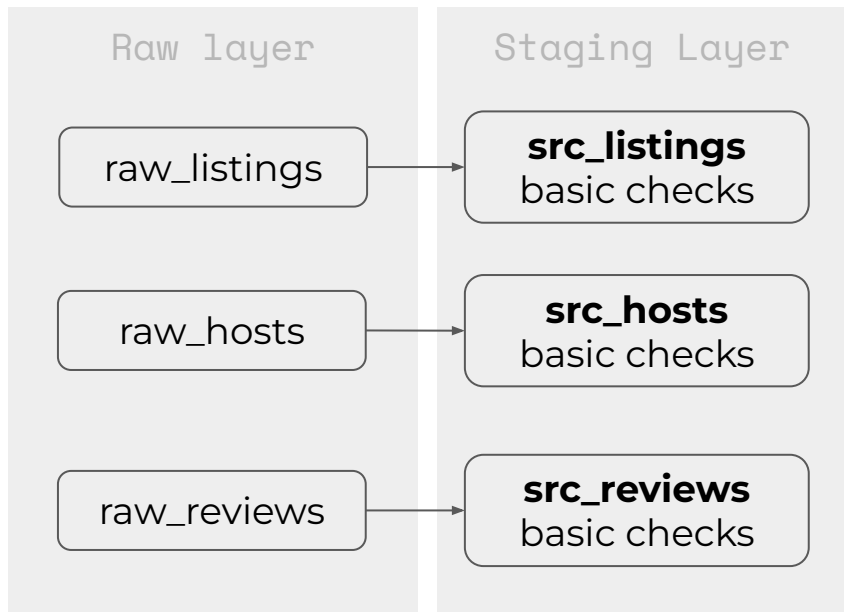 Raw layer
Staging Layer
raw_listings
src_listings
basic checks
raw_hosts
src_hosts
basic checks
raw_reviews
src_reviews
basic checks